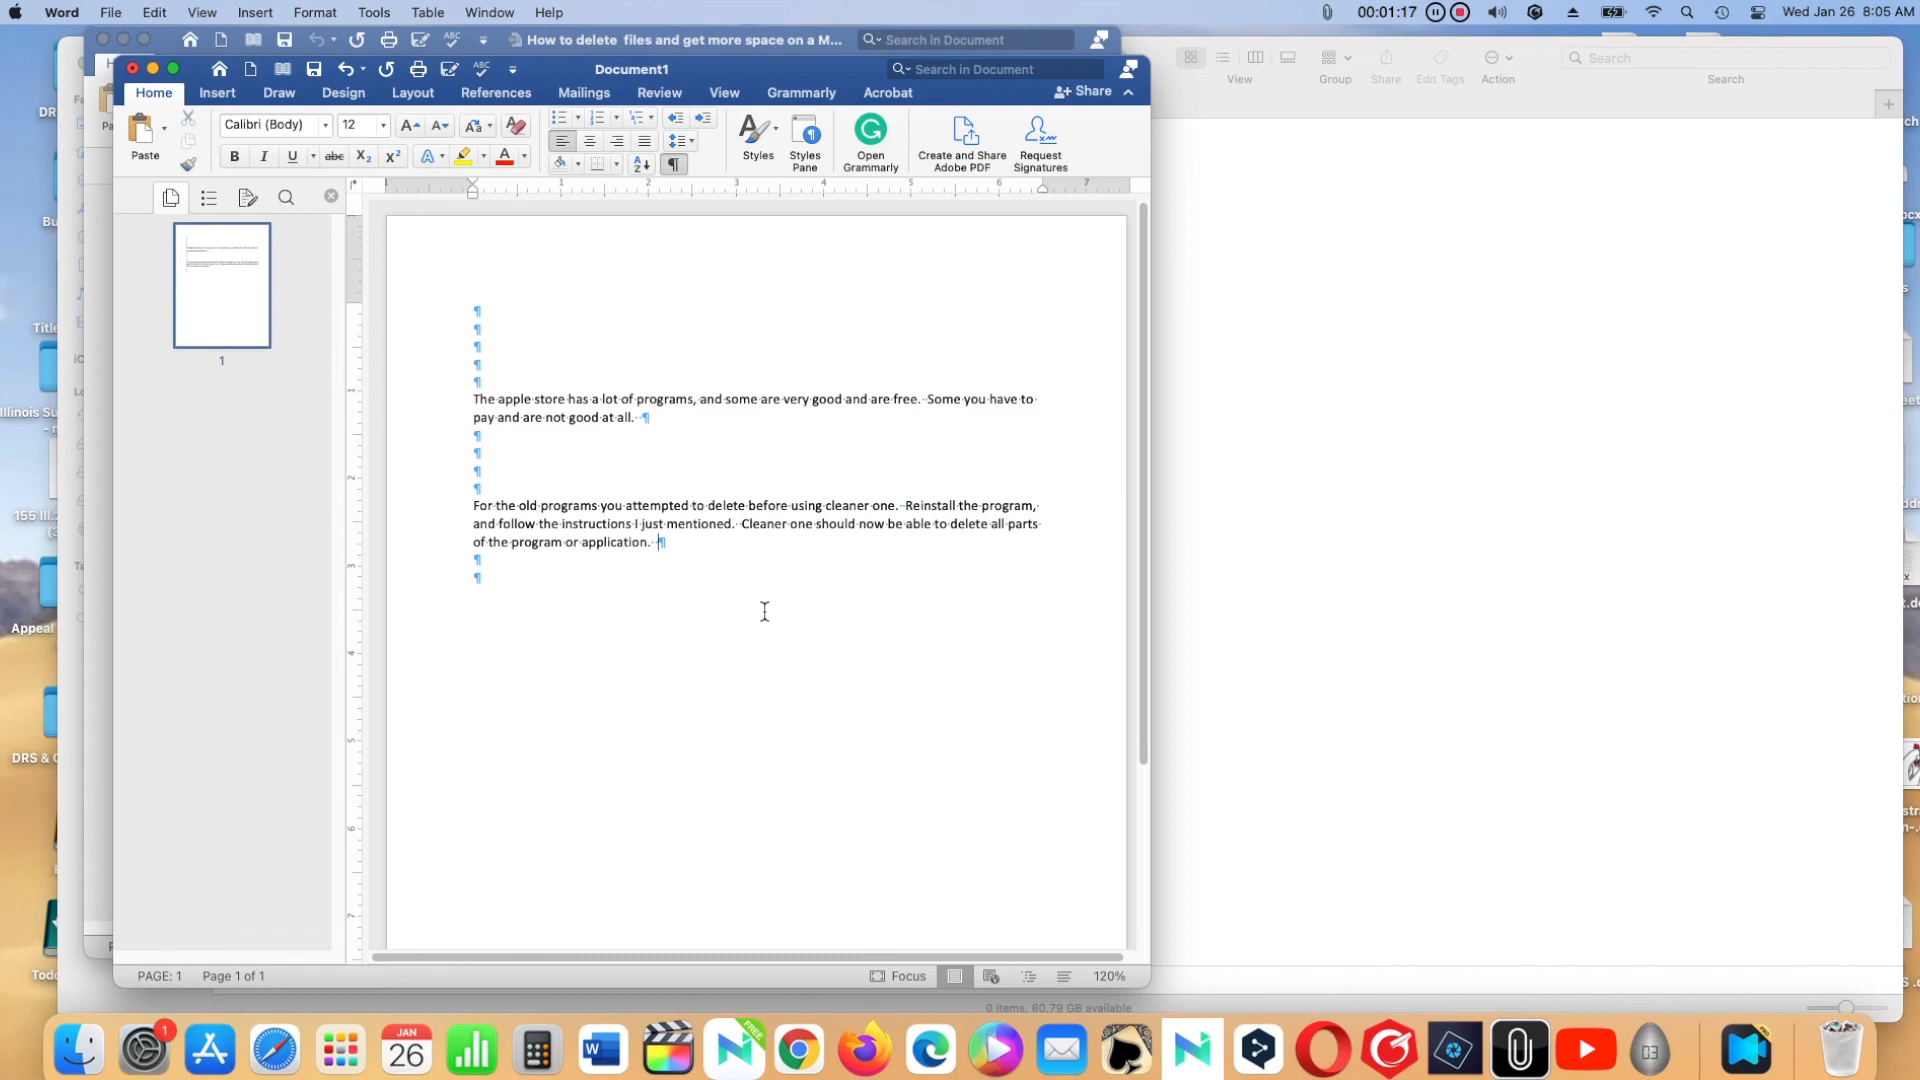 Word File Edit View Insert Format Tools Table Window Help
00:01:17 Wed Jan 26 8:05 AM
How to delete files and get more space on a M...
Search in Document
Document1
Search in Document
Home Insert Draw Design Layout References Mailings Review View Grammarly Acrobat Share
Calibri (Body) 12
Paste
Styles
Styles Pane
Open Grammarly
Create and Share Adobe PDF
Request Signatures
View Group Share Edit Tags Action
Search
Search
The apple store has a lot of programs, and some are very good and are free. Some you have to
pay and are not good at all.
For the old programs you attempted to delete before using cleaner one. Reinstall the program,
and follow the instructions I just mentioned. Cleaner one should now be able to delete all parts
of the program or application.
1
PAGE: 1 Page 1 of 1
Focus 120%
0 items, 80.79 GB available
Appeal
JAN
26
FREE